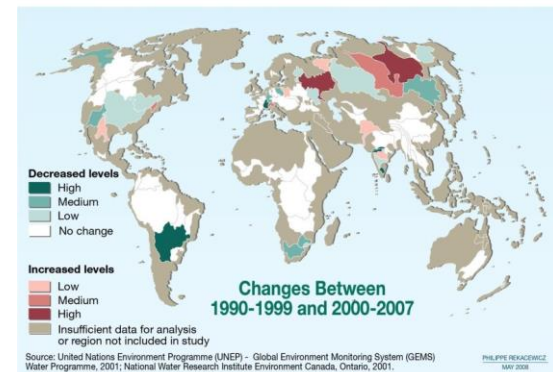 Decreased levels
High
Medium
Low
No change
Increased levels
Low
Medium
High
Insufficient data for analysis
or region not included in study
Changes Between
1990-1999 and 2000-2007
Source: United Nations Environment Programme (UNEP) - Global Environment Monitoring System (GEMS)
Water Programme, 2001; National Water Research Institute Environment Canada, Ontario, 2001.
PHILIPPE REKACEWICZ
MAY 2008